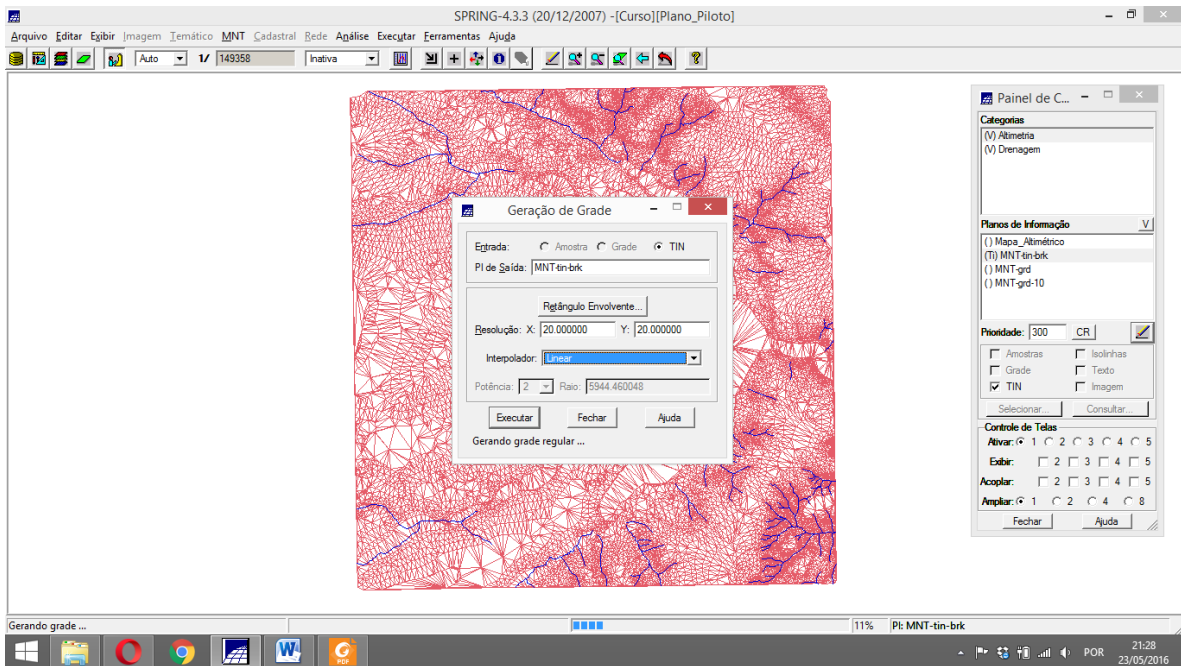 SPRING-4.3.3 (20/12/2007) -[Curso][Plano_Piloto]
Arquivo Editar Exibir Imagem Temático MNT Cadastral Rede Análise Executar Ferramentas Ajuda
Auto 1/ 149358 Inativa
Painel de C...
Categorias
(V) Altimetria
(V) Drenagem
Planos de Informação V
( ) Mapa_Altimétrico
(Ti) MNT-tin-brk
( ) MNT-grd
( ) MNT-grd-10
Prioridade: 300 CR
Amostras Isolinhas
Grade Texto
TIN Imagem
Selecionar... Consultar...
Controle de Telas
Ativar: 1 2 3 4 5
Exibir: 2 3 4 5
Acoplar: 2 3 4 5
Ampliar: 1 2 4 8
Fechar Ajuda
Geração de Grade
Entrada: Amostra Grade TIN
PI de Saída: MNT-tin-brk
Retângulo Envolvente...
Resolução: X: 20.000000 Y: 20.000000
Interpolador: Linear
Potência: 2 Raio: 5944.460048
Executar Fechar Ajuda
Gerando grade regular ...
Gerando grade ... 11% PI: MNT-tin-brk
W PDF POR 21:28
23/05/2016